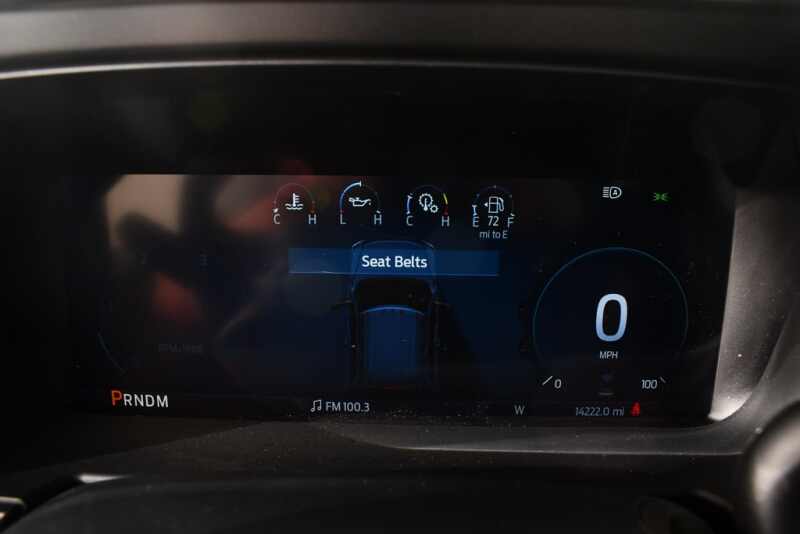 C H
L H
C H
E 72 F
mi to E
A
Seat Belts
0
MPH
0 100
PRNDM
FM 100.3
W
14222.0 mi